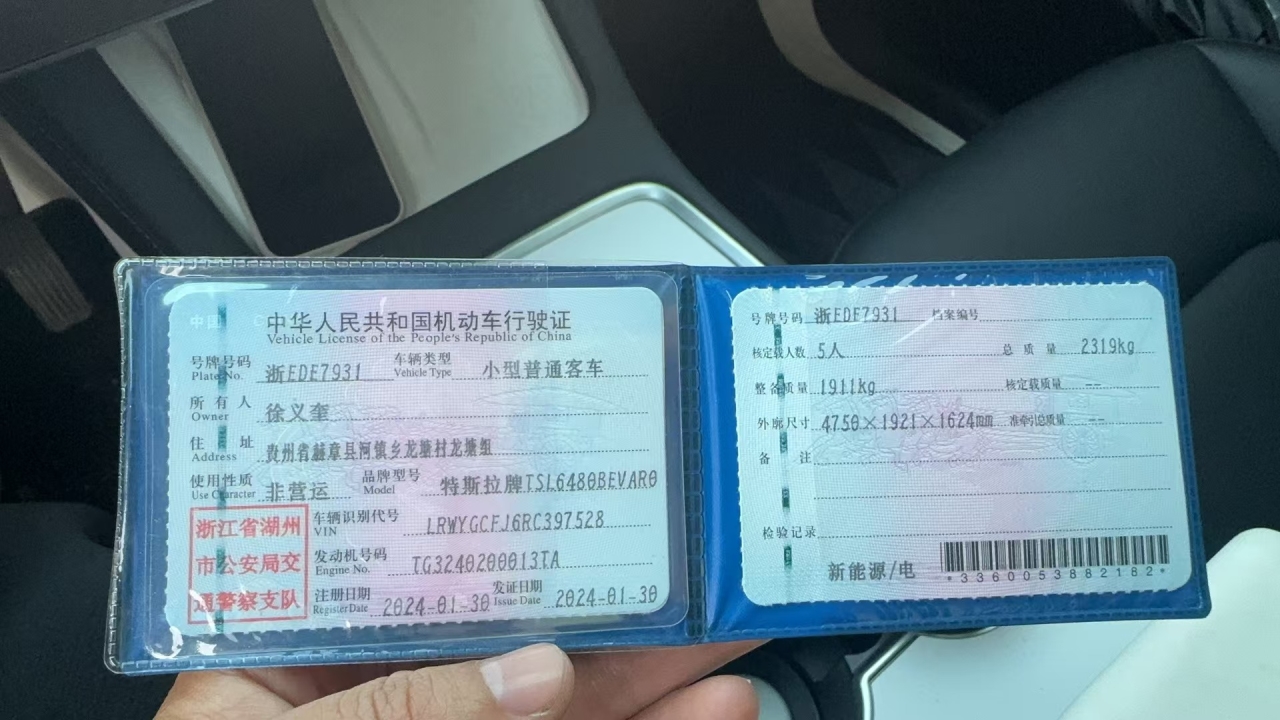 中华人民共和国机动车行驶证
Vehicle License of the People's Republic of China
号牌号码 Plate No. 浙EDE7931 车辆类型 Vehicle Type 小型普通客车
所有人 Owner 徐义奎
住址 Address 贵州省赫章县河镇乡龙塘村龙塘组
使用性质 Use Character 非营运 品牌型号 Model 特斯拉牌TSL6480BEVAR0
浙江省湖州
市公安局交
通警察支队
车辆识别代号 VIN LRWYGCFJ6RC397528
发动机号码 Engine No. TG3240200013TA
注册日期 Register Date 2024-01-30 发证日期 Issue Date 2024-01-30
号牌号码 浙EDE7931 档案编号
核定载人数 5人 总质量 2319kg
整备质量 1911kg 核定载质量 --
外廓尺寸 4750×1921×1624mm 准牵引总质量 --
备注
检验记录
新能源/电
*3360053882182*